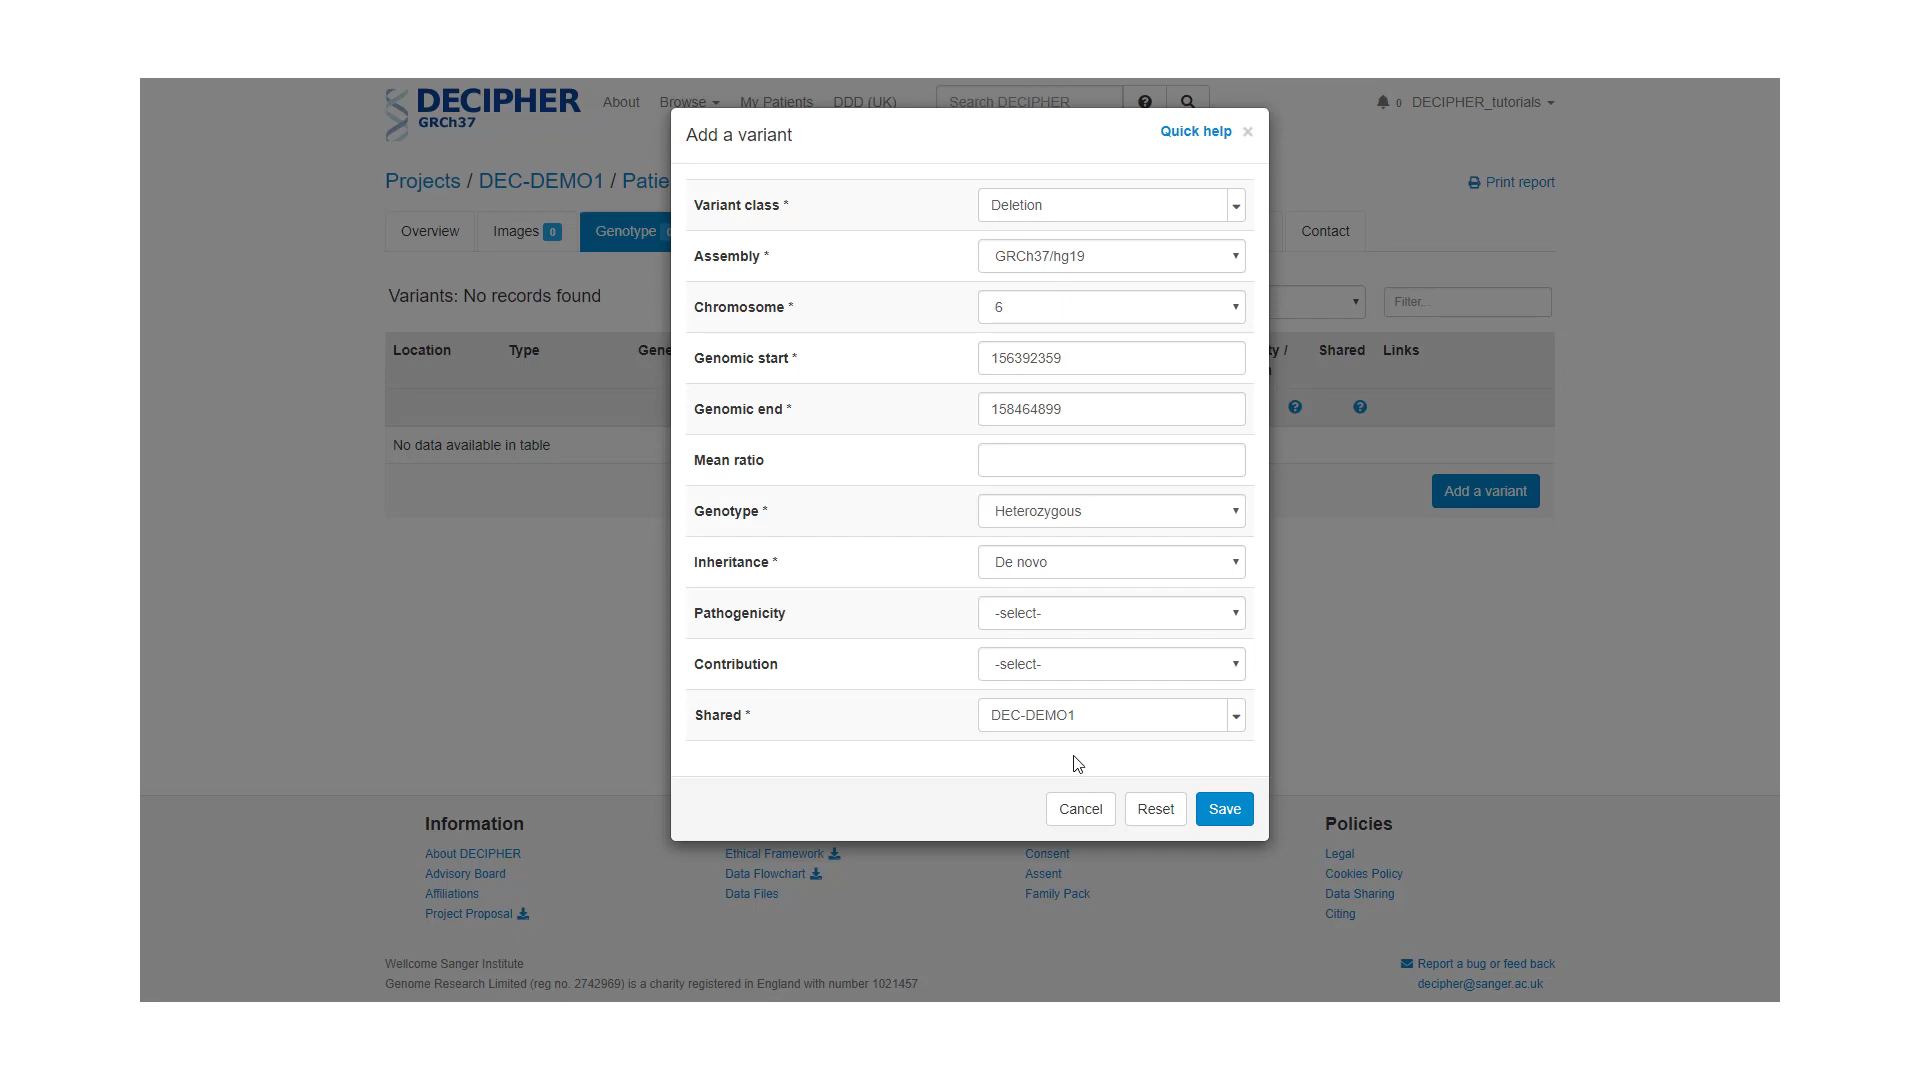 DECIPHER
GRCh37
About Browse My Patients DDD (UK) Search DECIPHER 0 DECIPHER_tutorials
Add a variant Quick help ×
Projects / DEC-DEMO1 / Patie
Print report
Overview Images 0 Genotype Contact
Variants: No records found Filter...
Location Type Gene ty / Shared Links
No data available in table
Add a variant
Variant class * Deletion
Assembly * GRCh37/hg19
Chromosome * 6
Genomic start * 156392359
Genomic end * 158464899
Mean ratio
Genotype * Heterozygous
Inheritance * De novo
Pathogenicity -select-
Contribution -select-
Shared * DEC-DEMO1
Cancel Reset Save
Information Policies
About DECIPHER Ethical Framework Consent Legal
Advisory Board Data Flowchart Assent Cookies Policy
Affiliations Data Files Family Pack Data Sharing
Project Proposal Citing
Wellcome Sanger Institute Report a bug or feed back
Genome Research Limited (reg no. 2742969) is a charity registered in England with number 1021457 decipher@sanger.ac.uk